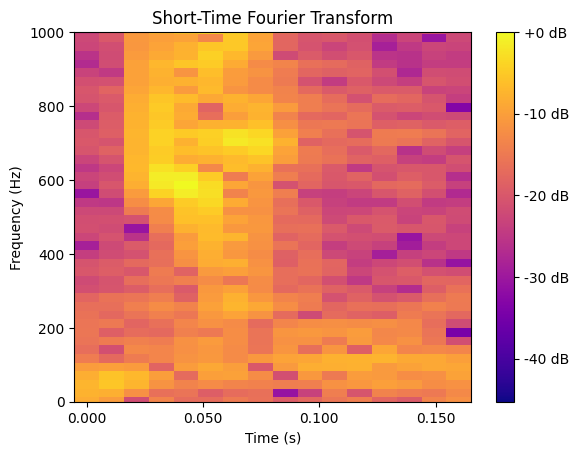 Short-Time Fourier Transform
1000
800
600
400
200
0
Frequency (Hz)
0.000
0.050
0.100
0.150
Time (s)
+0 dB
-10 dB
-20 dB
-30 dB
-40 dB